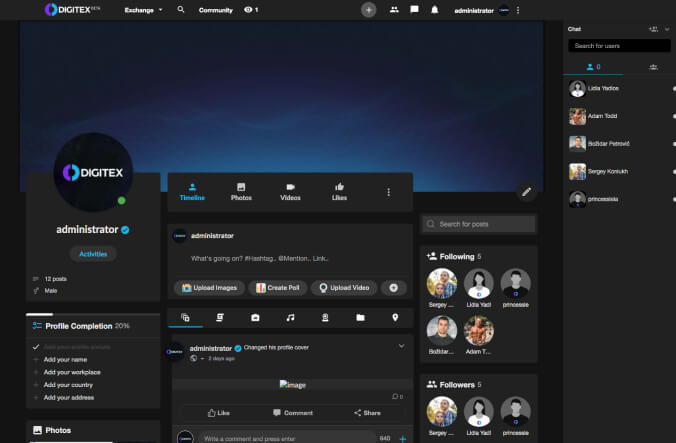 DIGITEX BETA
Exchange
Community
1
administrator
Chat
Search for users
0
Lidia Yadlos
Adam Todd
Božidar Petrović
Sergey Koniukh
princessisia
DIGITEX
administrator
Activities
12 posts
Male
Timeline
Photos
Videos
Likes
Search for posts
administrator
What's going on? #Hashtag.. @Mention.. Link..
Upload Images
Create Poll
Upload Video
Following 5
Sergey ...
Lidia Yadl
princessie
Božidar...
Adam T...
Profile Completion 20%
Add your profile picture
Add your name
Add your workplace
Add your country
Add your address
administrator Changed his profile cover
2 days ago
image
0
Like
Comment
Share
Write a comment and press enter
640
Followers 5
Photos